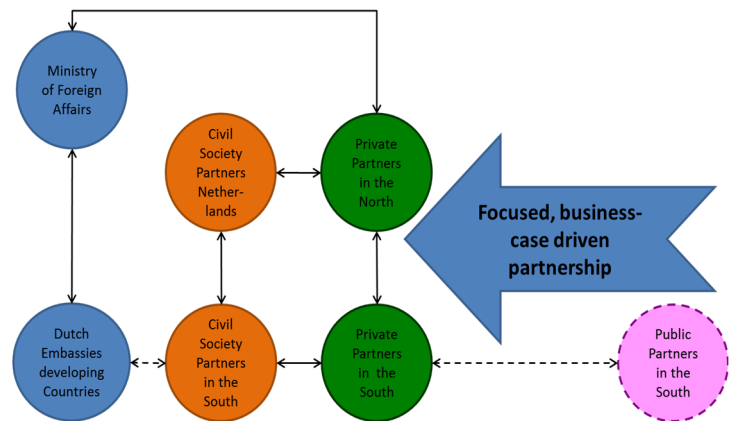 Ministry
of Foreign
Affairs
Civil
Society
Partners
Nether-
lands
Private
Partners
in the
North
Focused, business-
case driven
partnership
Dutch
Embassies
developing
Countries
Civil
Society
Partners
in the
South
Private
Partners
in the
South
Public
Partners
in the
South